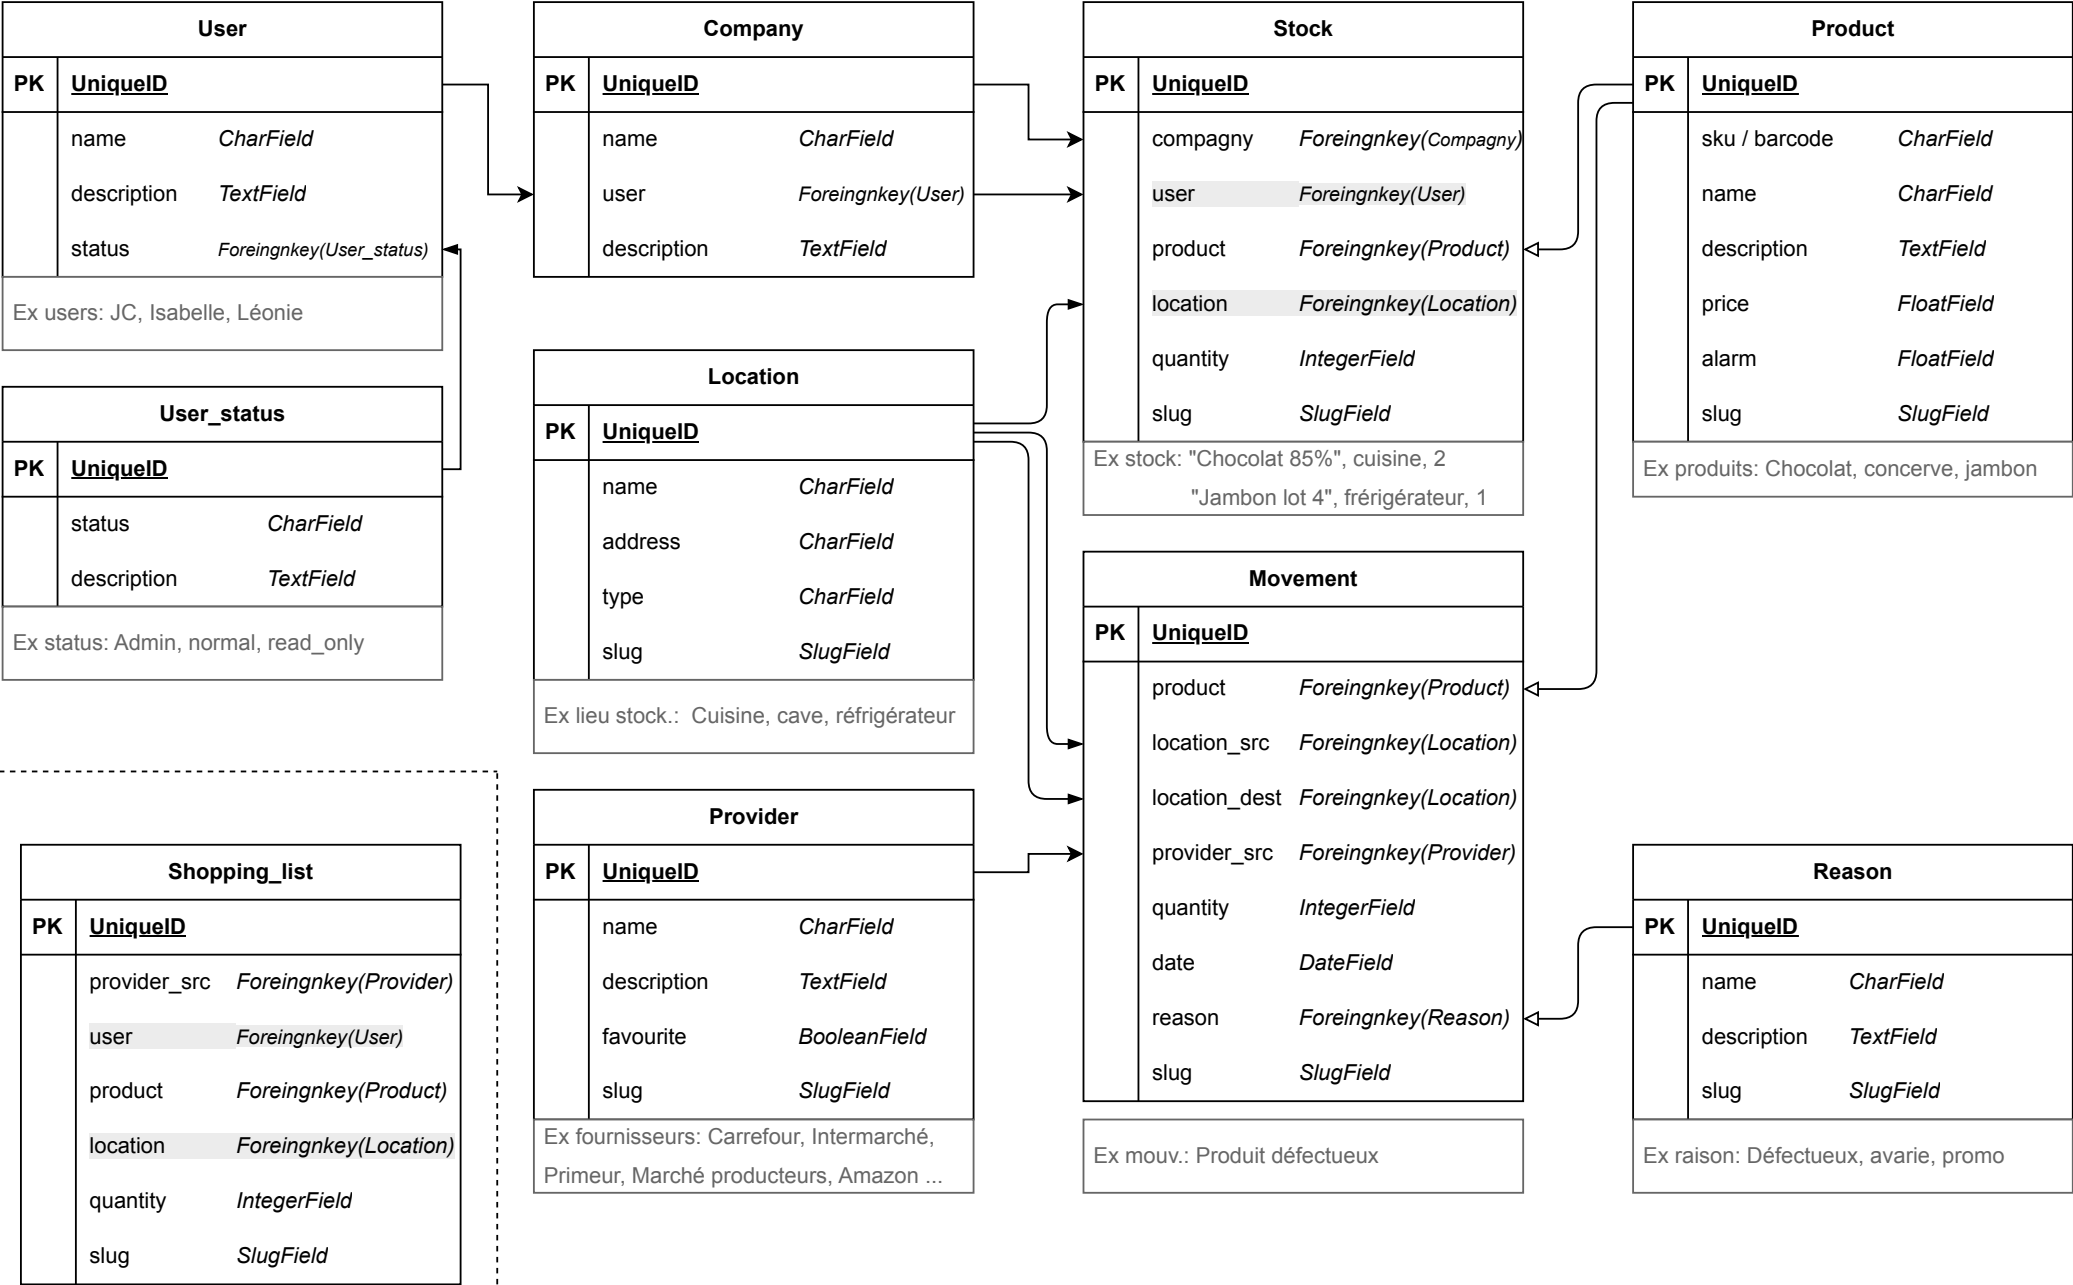 User
PK UniqueID
name CharField
description TextField
status Foreingnkey(User_status)
Ex users: JC, Isabelle, Léonie
User_status
PK UniqueID
status CharField
description TextField
Ex status: Admin, normal, read_only
Shopping_list
PK UniqueID
provider_src Foreingnkey(Provider)
user Foreingnkey(User)
product Foreingnkey(Product)
location Foreingnkey(Location)
quantity IntegerField
slug SlugField
Company
PK UniqueID
name CharField
user Foreingnkey(User)
description TextField
Location
PK UniqueID
name CharField
address CharField
type CharField
slug SlugField
Ex lieu stock.: Cuisine, cave, réfrigérateur
Provider
PK UniqueID
name CharField
description TextField
favourite BooleanField
slug SlugField
Ex fournisseurs: Carrefour, Intermarché,
Primeur, Marché producteurs, Amazon ...
Stock
PK UniqueID
compagny Foreingnkey(Compagny)
user Foreingnkey(User)
product Foreingnkey(Product)
location Foreingnkey(Location)
quantity IntegerField
slug SlugField
Ex stock: "Chocolat 85%", cuisine, 2
"Jambon lot 4", frérigérateur, 1
Movement
PK UniqueID
product Foreingnkey(Product)
location_src Foreingnkey(Location)
location_dest Foreingnkey(Location)
provider_src Foreingnkey(Provider)
quantity IntegerField
date DateField
reason Foreingnkey(Reason)
slug SlugField
Ex mouv.: Produit défectueux
Product
PK UniqueID
sku / barcode CharField
name CharField
description TextField
price FloatField
alarm FloatField
slug SlugField
Ex produits: Chocolat, concerve, jambon
Reason
PK UniqueID
name CharField
description TextField
slug SlugField
Ex raison: Défectueux, avarie, promo